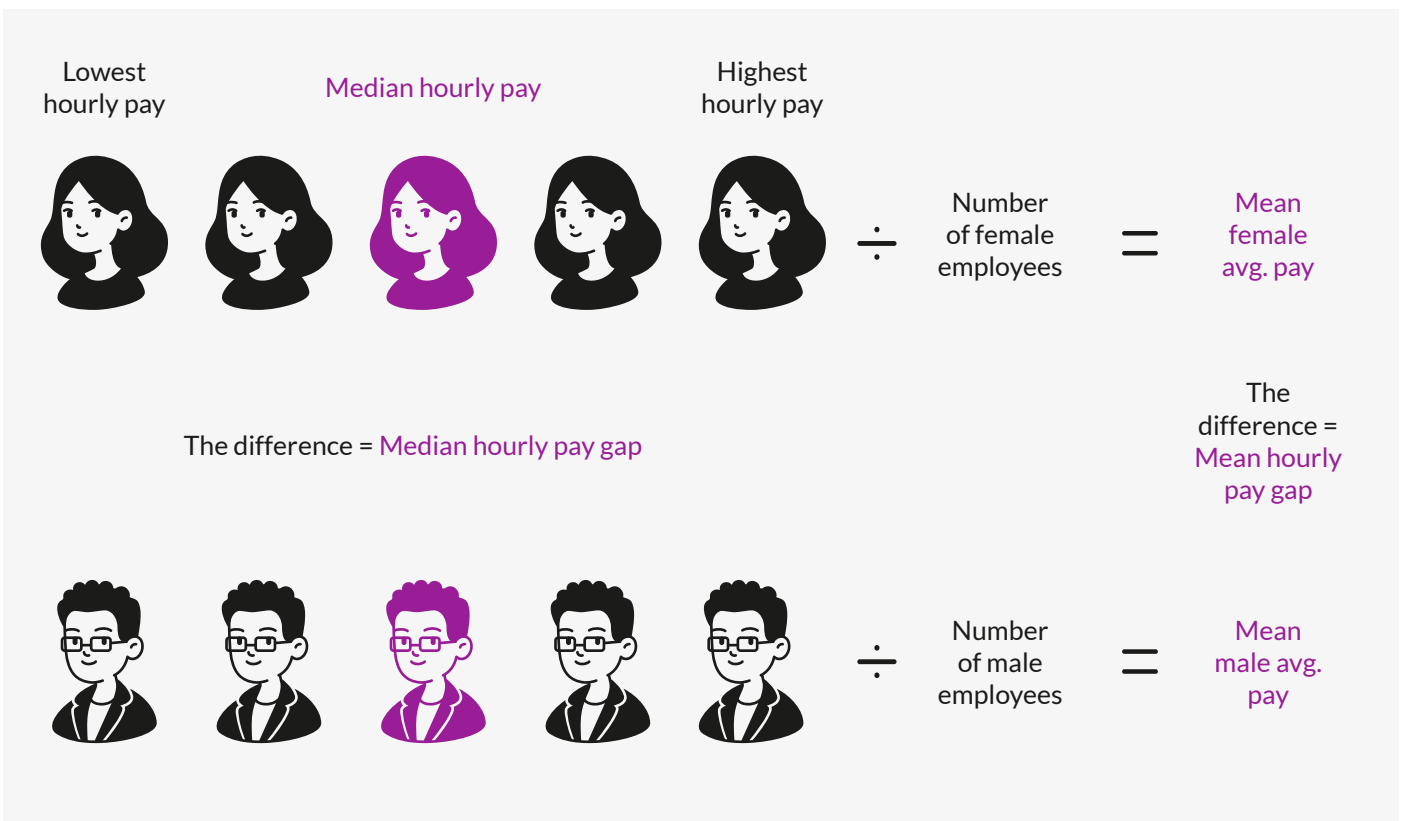 Lowest
hourly pay
Median hourly pay
Highest
hourly pay
÷
Number
of female
employees
=
Mean
female
avg. pay
The difference = Median hourly pay gap
The
difference =
Mean hourly
pay gap
÷
Number
of male
employees
=
Mean
male avg.
pay